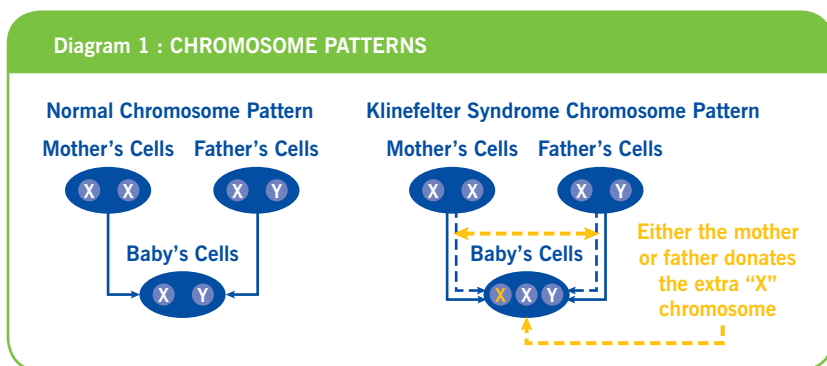 Diagram 1 : CHROMOSOME PATTERNS
Normal Chromosome Pattern
Mother's Cells Father's Cells
X X X Y
Baby's Cells
X Y
Klinefelter Syndrome Chromosome Pattern
Mother's Cells Father's Cells
X X X Y
Baby's Cells
X X Y
Either the mother
or father donates
the extra “X”
chromosome